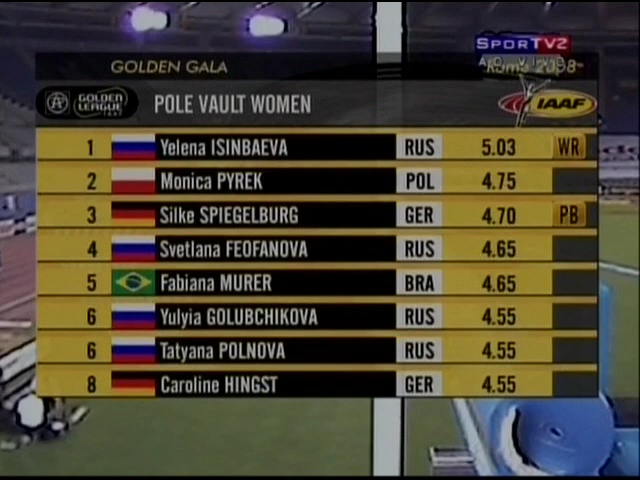 SPORTV2
AO VIVO
GOLDEN GALA
Rome 2008
GOLDEN
LEAGUE
POLE VAULT WOMEN
IAAF
1 Yelena ISINBAEVA RUS 5.03 WR
2 Monica PYREK POL 4.75
3 Silke SPIEGELBURG GER 4.70 PB
4 Svetlana FEOFANOVA RUS 4.65
5 Fabiana MURER BRA 4.65
6 Yulyia GOLUBCHIKOVA RUS 4.55
6 Tatyana POLNOVA RUS 4.55
8 Caroline HINGST GER 4.55